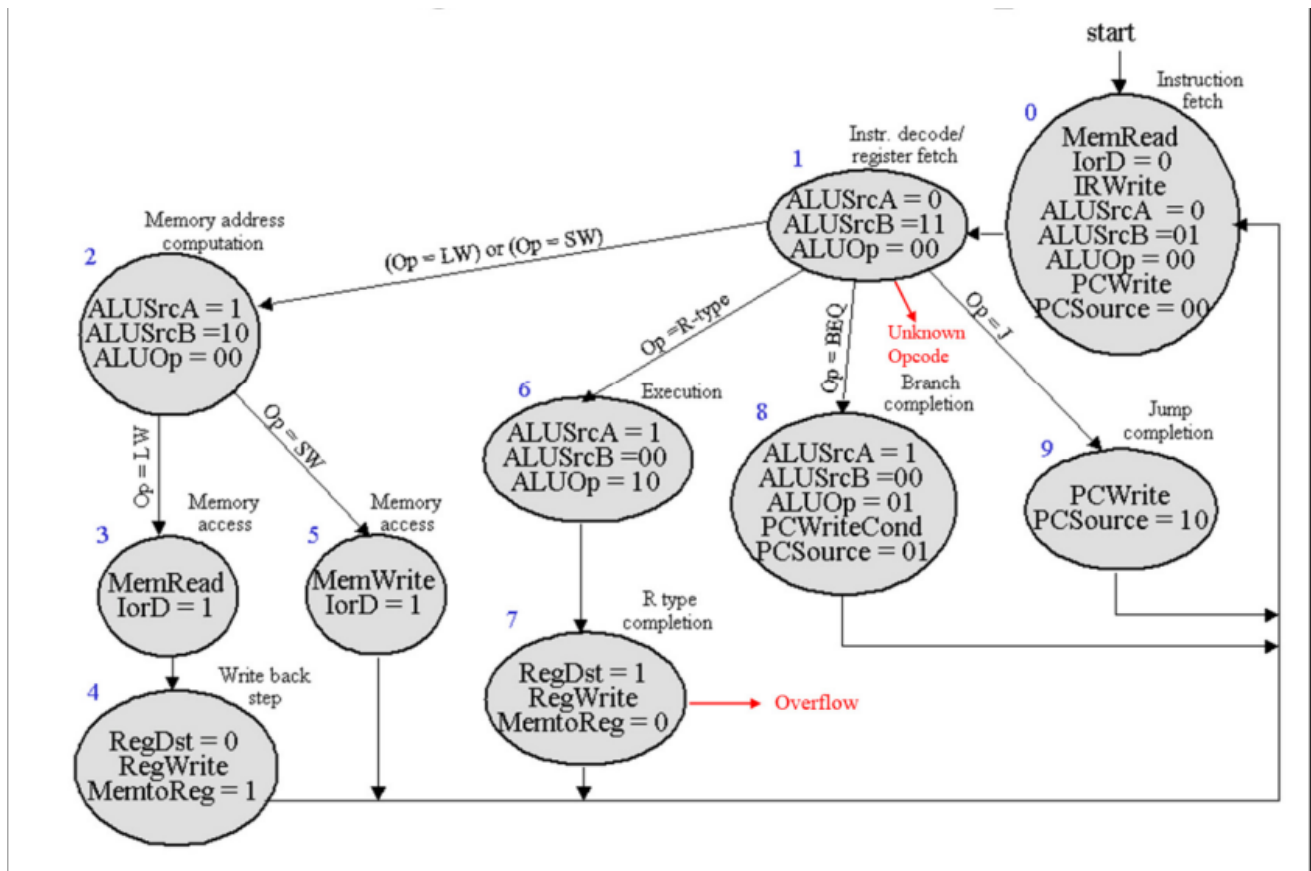 start
0
Instruction
fetch
MemRead
IorD = 0
IRWrite
ALUSrcA = 0
ALUSrcB =01
ALUOp = 00
PCWrite
PCSource = 00
1
Instr. decode/
register fetch
ALUSrcA = 0
ALUSrcB =11
ALUOp = 00
(Op = LW) or (Op = SW)
Op =R-type
Op = BEQ
Unknown
Opcode
Op = J
2
Memory address
computation
ALUSrcA = 1
ALUSrcB =10
ALUOp = 00
Op = LW
Op = SW
3
Memory
access
MemRead
IorD = 1
4
Write back
step
RegDst = 0
RegWrite
MemtoReg = 1
5
Memory
access
MemWrite
IorD = 1
6
Execution
ALUSrcA = 1
ALUSrcB =00
ALUOp = 10
7
R type
completion
RegDst = 1
RegWrite
MemtoReg = 0
Overflow
8
Branch
completion
ALUSrcA = 1
ALUSrcB =00
ALUOp = 01
PCWriteCond
PCSource = 01
9
Jump
completion
PCWrite
PCSource = 10